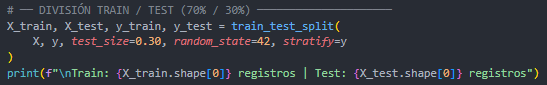 # —— DIVISIÓN TRAIN / TEST (70% / 30%) ————————————————
X_train, X_test, y_train, y_test = train_test_split(
    X, y, test_size=0.30, random_state=42, stratify=y
)
print(f"\nTrain: {X_train.shape[0]} registros | Test: {X_test.shape[0]} registros")